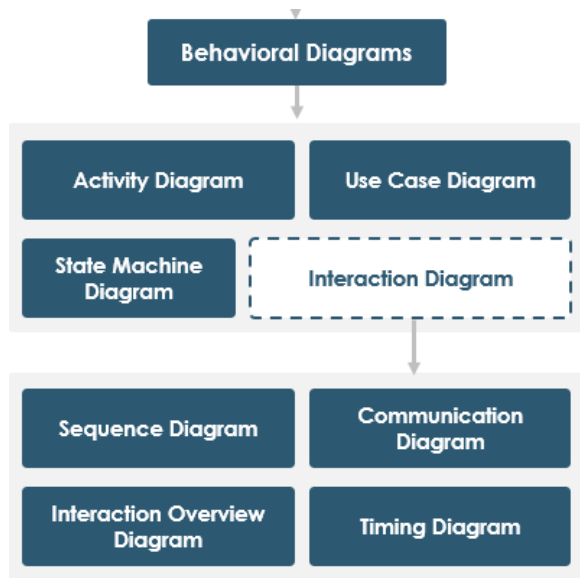 Behavioral Diagrams
Activity Diagram
Use Case Diagram
State Machine
Diagram
Interaction Diagram
Sequence Diagram
Communication
Diagram
Interaction Overview
Diagram
Timing Diagram